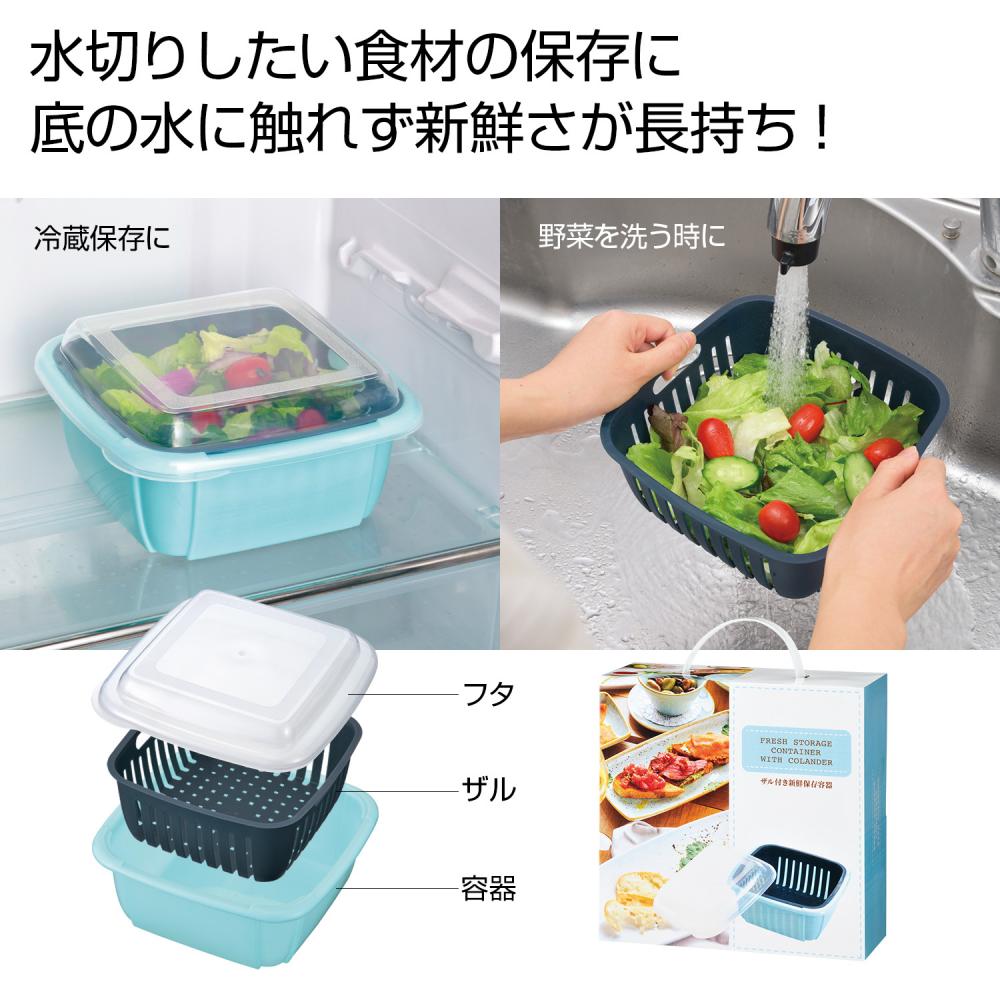 水切りしたい食材の保存に
底の水に触れず新鮮さが長持ち！
冷蔵保存に
野菜を洗う時に
フタ
ザル
容器
FRESH STORAGE
CONTAINER
WITH COLANDER
ザル付き新鮮保存容器